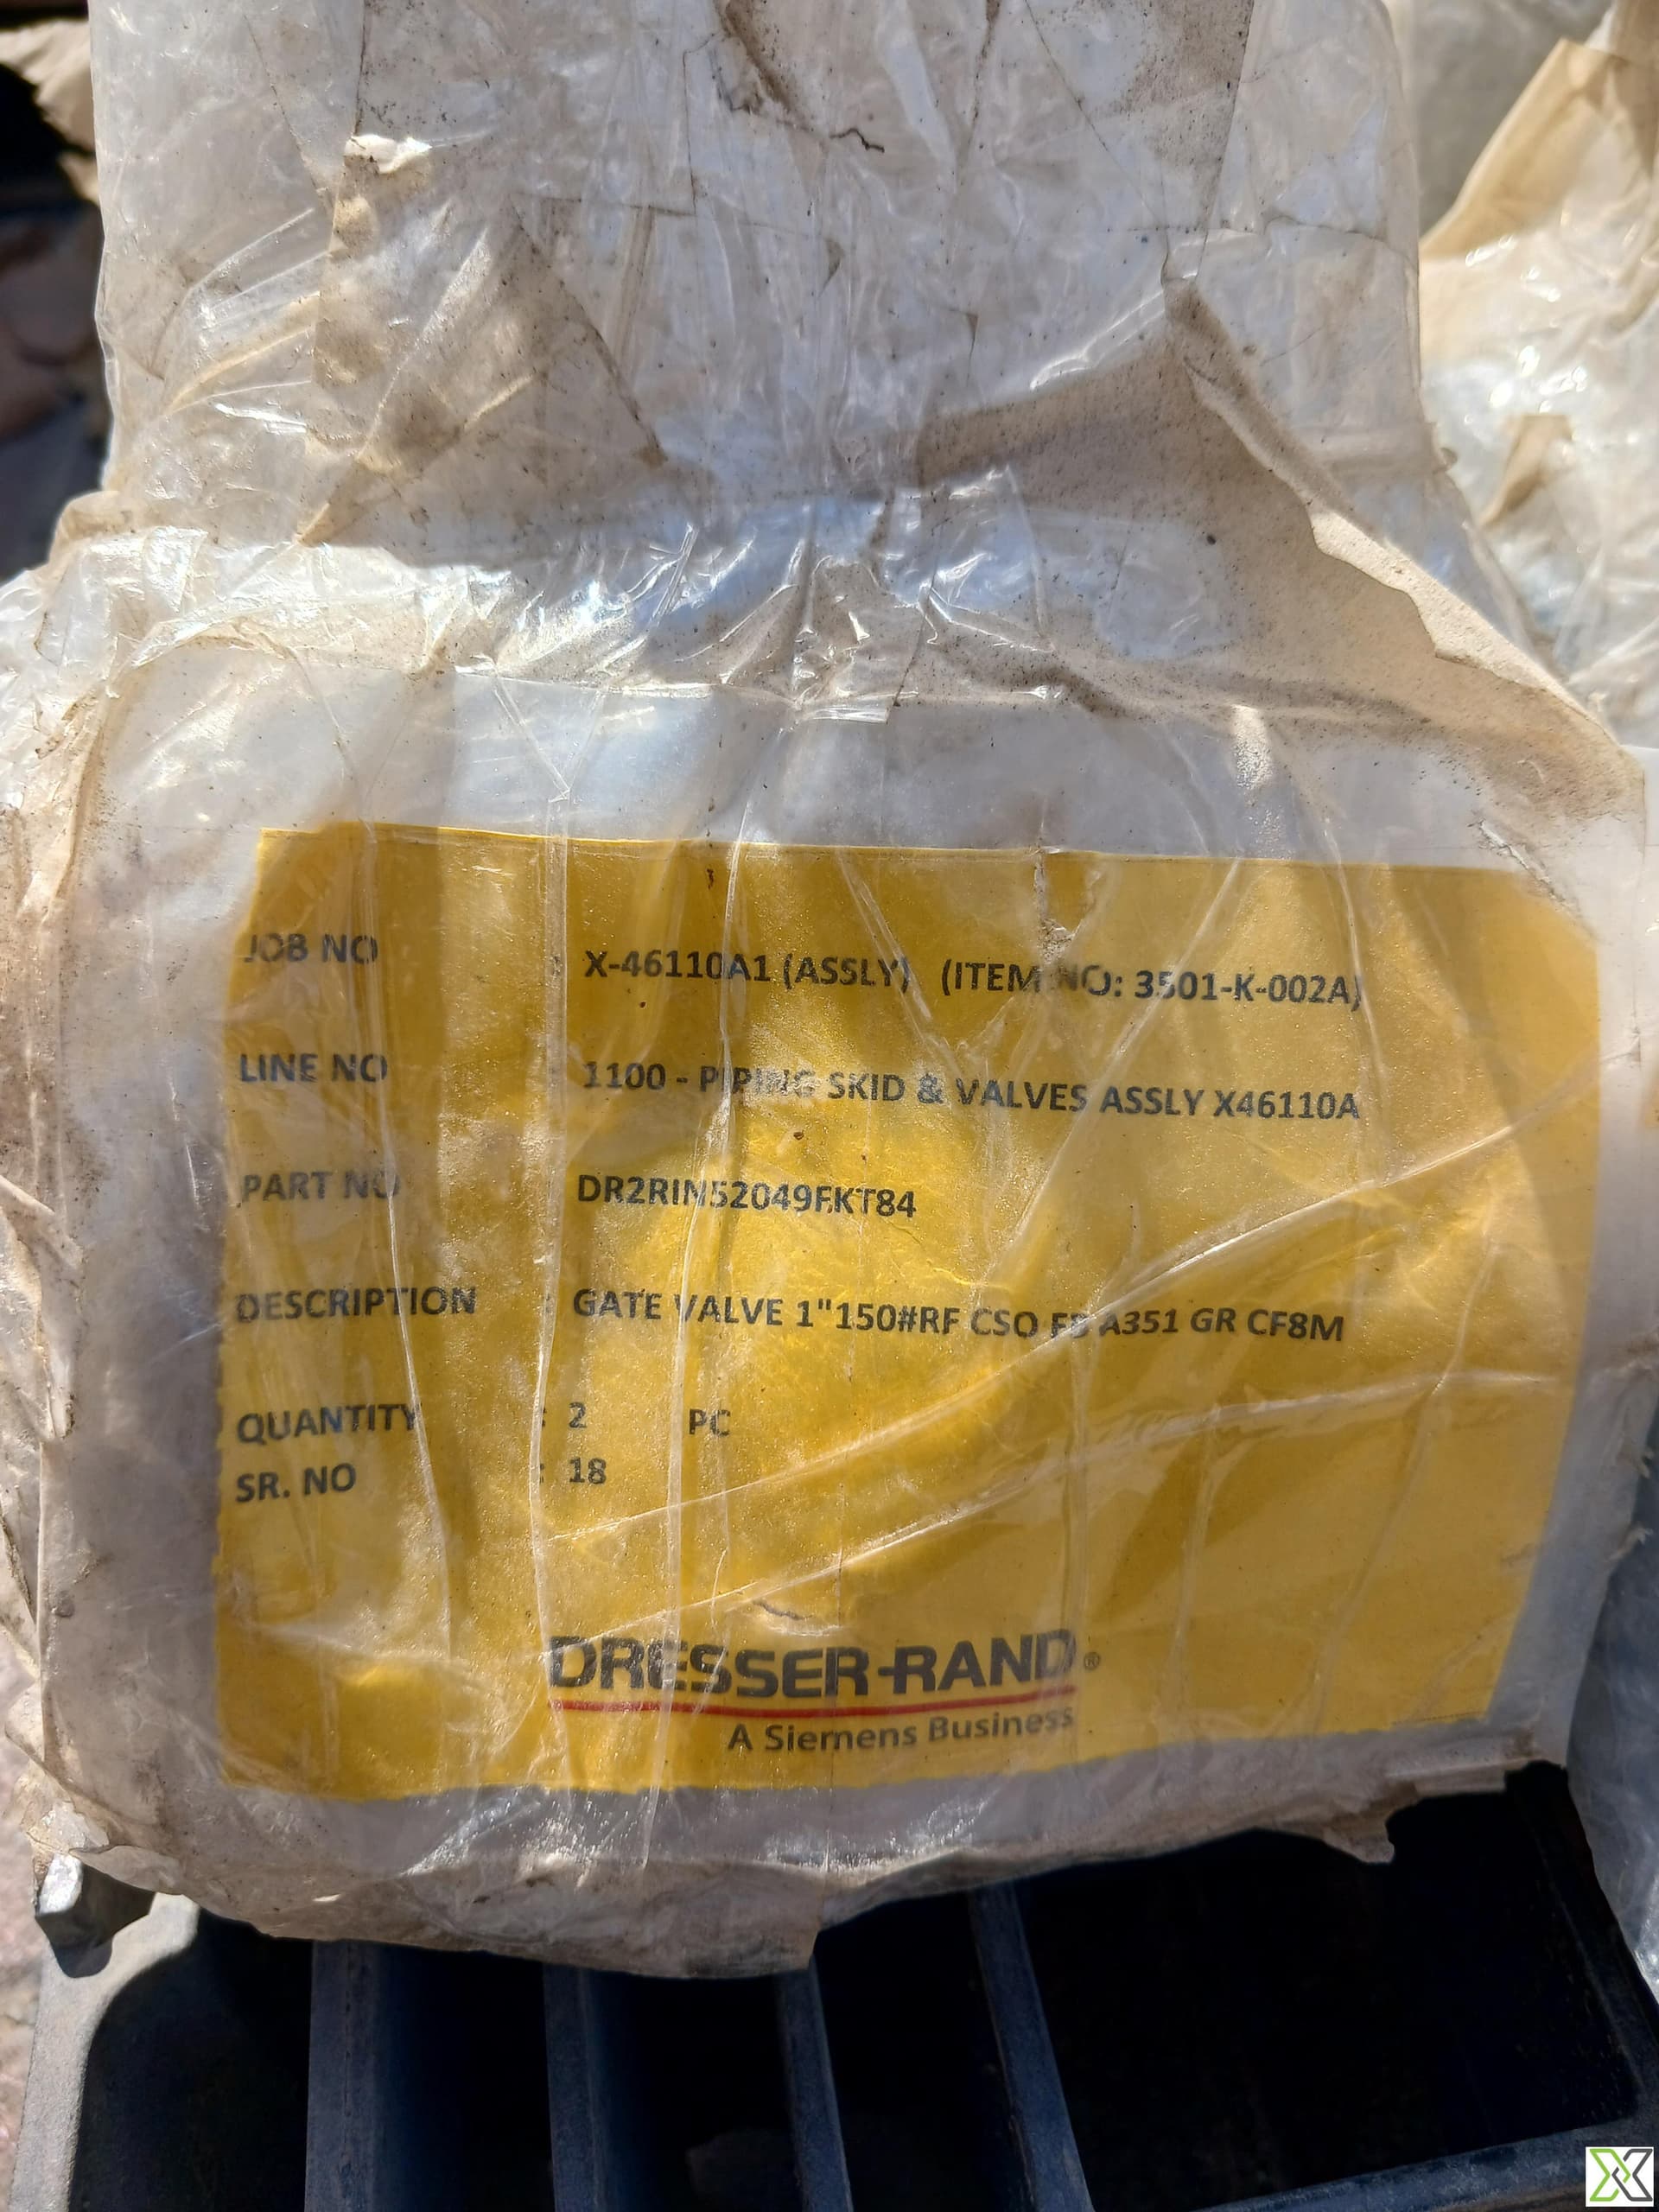 JOB NO : X-46110A1 (ASSLY) (ITEM NO: 3501-K-002A)
LINE NO 1100 - PIPING SKID & VALVES ASSLY X46110A
PART NO DR2RIN52049FKT84
DESCRIPTION : GATE VALVE 1"150#RF CSO FB A351 GR CF8M
QUANTITY : 2 PC
SR. NO : 18
DRESSER-RAND®
A Siemens Business